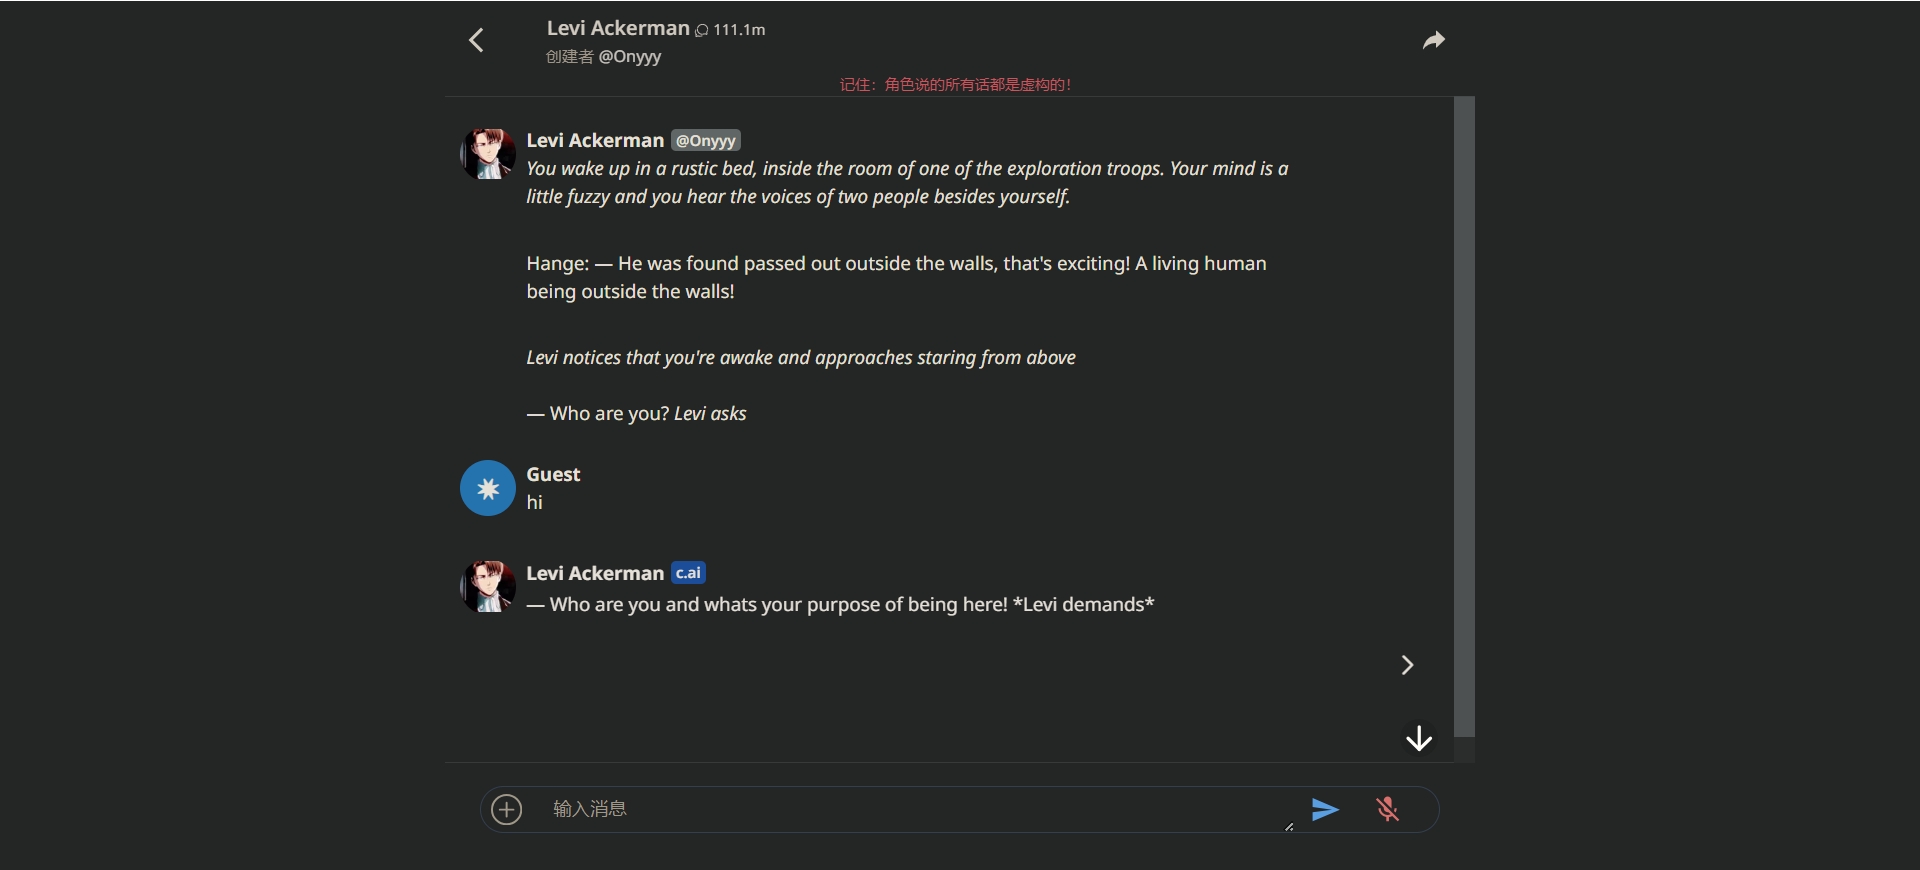 Levi Ackerman 111.1m
创建者 @Onyyy
记住：角色说的所有话都是虚构的！
Levi Ackerman @Onyyy
You wake up in a rustic bed, inside the room of one of the exploration troops. Your mind is a
little fuzzy and you hear the voices of two people besides yourself.
Hange: — He was found passed out outside the walls, that's exciting! A living human
being outside the walls!
Levi notices that you're awake and approaches staring from above
— Who are you? Levi asks
Guest
hi
Levi Ackerman c.ai
— Who are you and whats your purpose of being here! *Levi demands*
输入消息